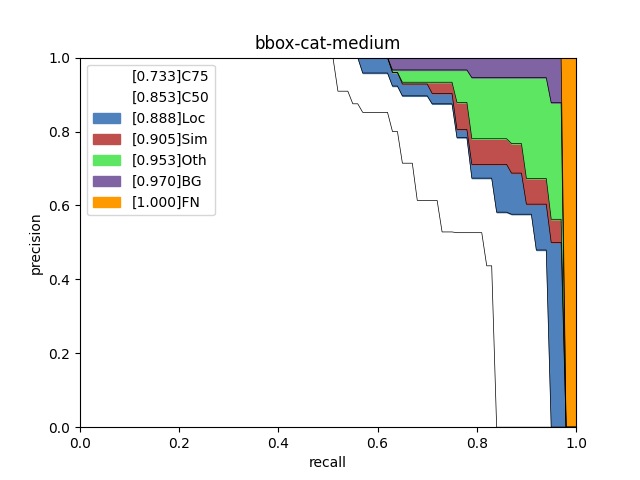 bbox-cat-medium
[0.733]C75
[0.853]C50
[0.888]Loc
[0.905]Sim
[0.953]Oth
[0.970]BG
[1.000]FN
precision
1.0
0.8
0.6
0.4
0.2
0.0
0.0 0.2 0.4 0.6 0.8 1.0
recall